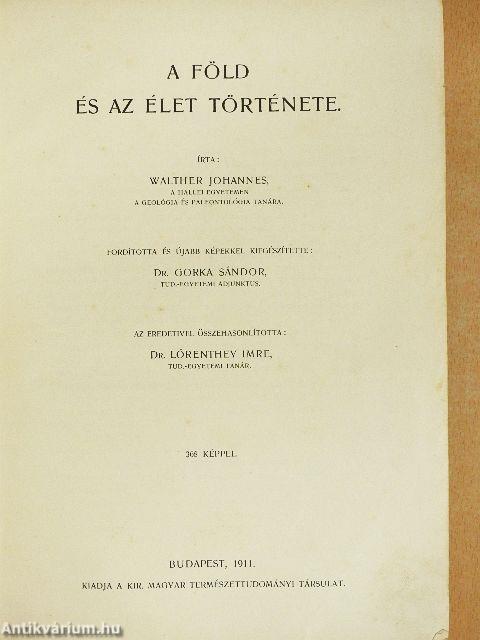 A FÖLD
ÉS AZ ÉLET TÖRTÉNETE.
ÍRTA:
WALTHER JOHANNES,
A HALLEI EGYETEMEN
A GEOLÓGIA ÉS PALEONTOLÓGIA TANÁRA.
FORDÍTOTTA ÉS ÚJABB KÉPEKKEL KIEGÉSZÍTETTE:
DR. GORKA SÁNDOR,
TUD.-EGYETEMI ADJUNKTUS.
AZ EREDETIVEL ÖSSZEHASONLÍTOTTA:
DR. LŐRENTHEY IMRE,
TUD.-EGYETEMI TANÁR.
368 KÉPPEL.
BUDAPEST, 1911.
KIADJA A KIR. MAGYAR TERMÉSZETTUDOMÁNYI TÁRSULAT.
Antikvárium.hu